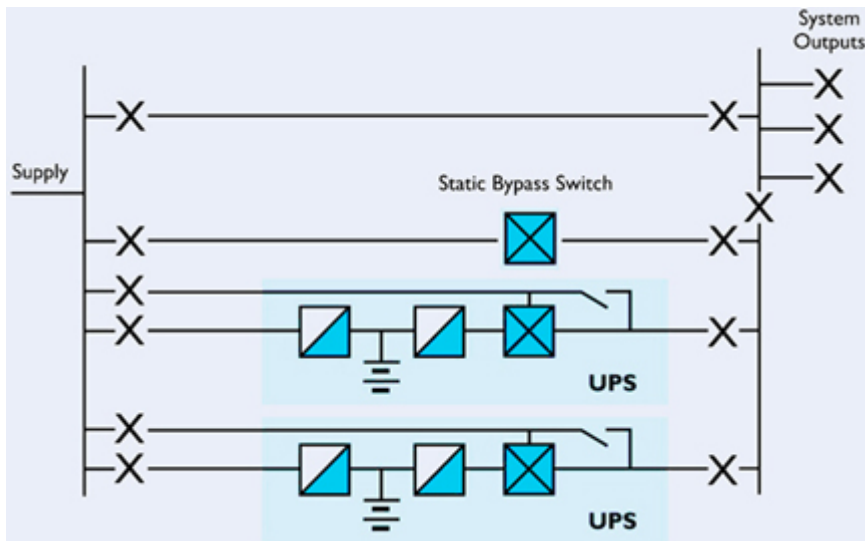 System
Outputs
Supply
Static Bypass Switch
UPS
UPS